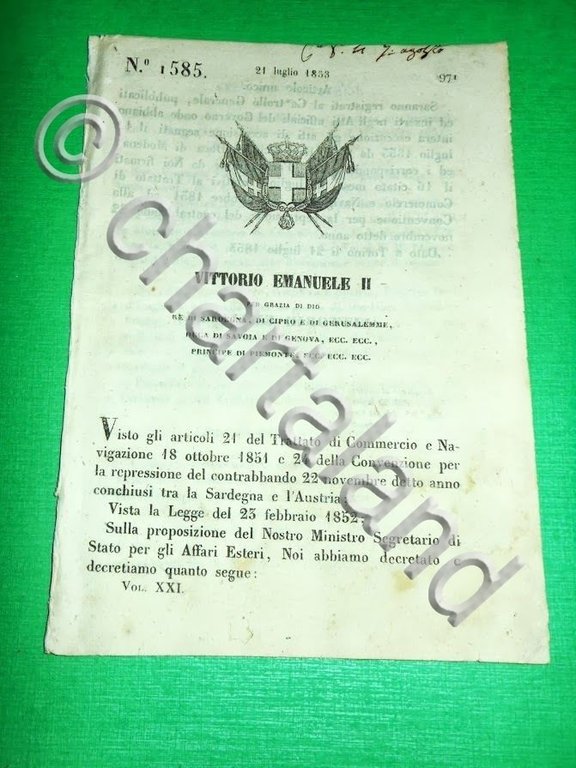 N.º 1585.
21 luglio 1853
971
VITTORIO EMANUELE II
PER GRAZIA DI DIO
RE DI SARDEGNA, DI CIPRO E DI GERUSALEMME,
DUCA DI SAVOIA E DI GENOVA, ECC. ECC.,
PRINCIPE DI PIEMONTE, ECC. ECC. ECC.
Visto gli articoli 21 del Trattato di Commercio e Na-
vigazione 18 ottobre 1851 e 24 della Convenzione per
la repressione del contrabbando 22 novembre detto anno
conchiusi tra la Sardegna e l'Austria.
Vista la Legge del 23 febbraio 1852.
Sulla proposizione del Nostro Ministro Segretario di
Stato per gli Affari Esteri, Noi abbiamo decretato e
decretiamo quanto segue:
VOL. XXI.
© chartaland